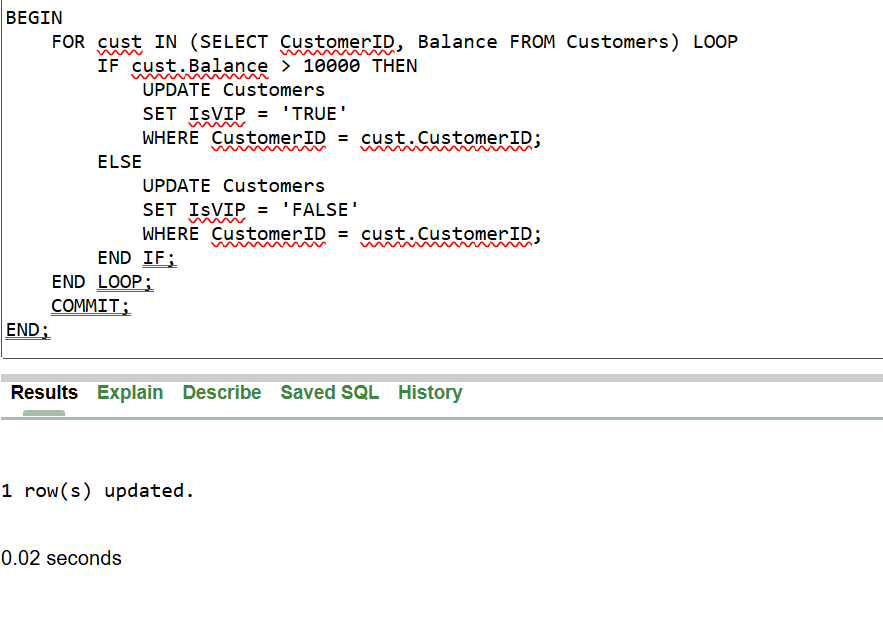 BEGIN
    FOR cust IN (SELECT CustomerID, Balance FROM Customers) LOOP
        IF cust.Balance > 10000 THEN
            UPDATE Customers
            SET IsVIP = 'TRUE'
            WHERE CustomerID = cust.CustomerID;
        ELSE
            UPDATE Customers
            SET IsVIP = 'FALSE'
            WHERE CustomerID = cust.CustomerID;
        END IF;
    END LOOP;
    COMMIT;
END;
Results Explain Describe Saved SQL History
1 row(s) updated.
0.02 seconds